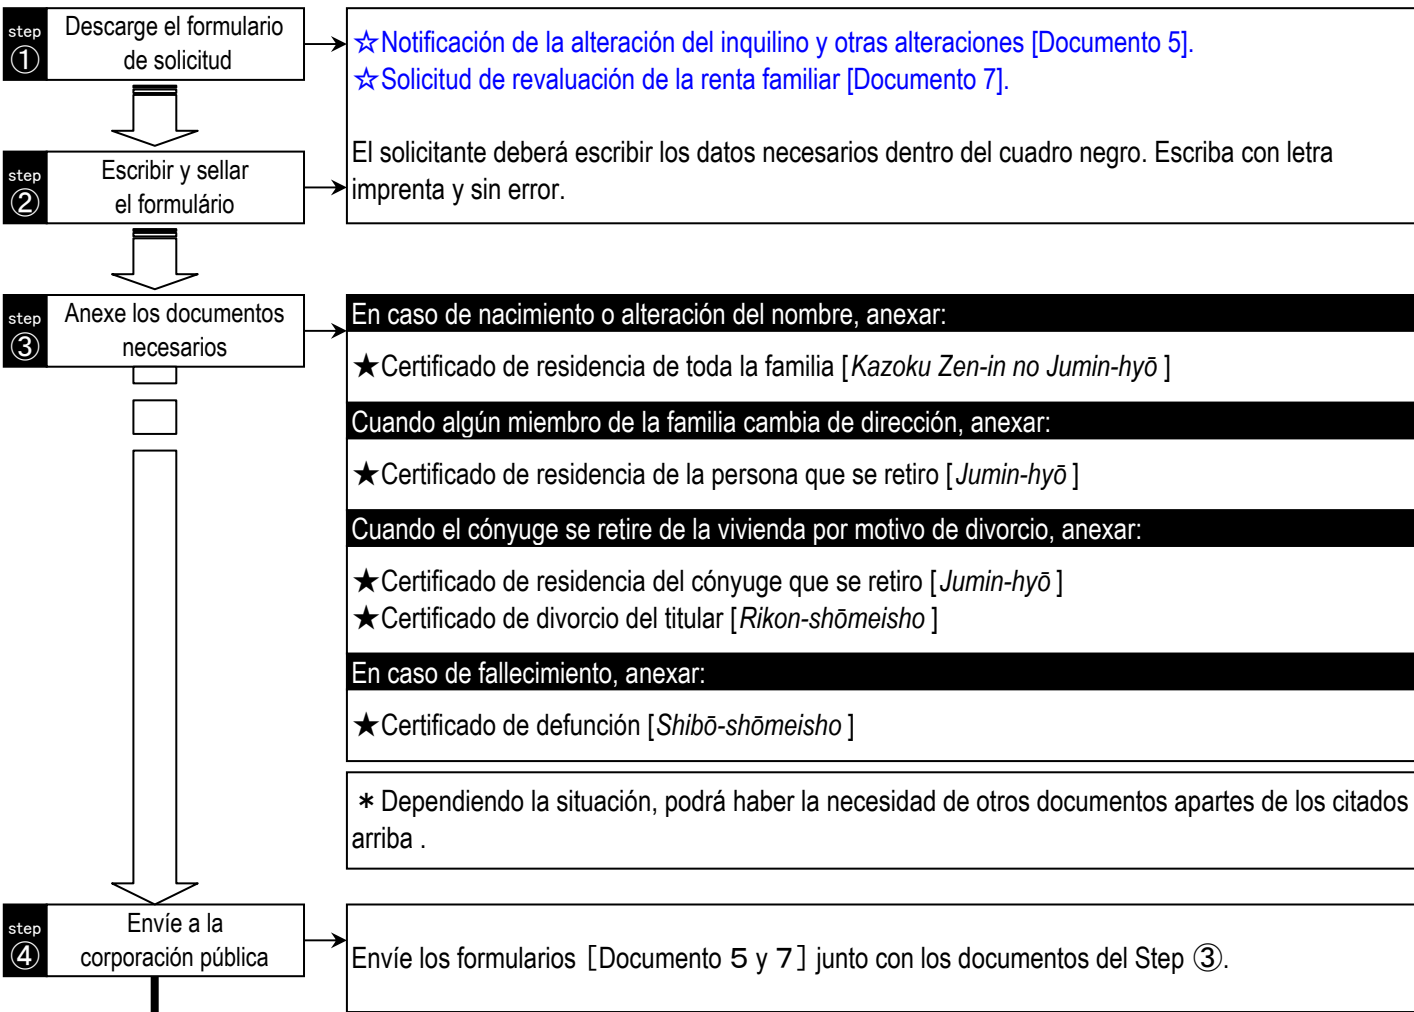 step
①
Descarge el formulario
de solicitud
☆Notificación de la alteración del inquilino y otras alteraciones [Documento 5].
☆Solicitud de revaluación de la renta familiar [Documento 7].
step
②
Escribir y sellar
el formulário
El solicitante deberá escribir los datos necesarios dentro del cuadro negro. Escriba con letra
imprenta y sin error.
step
③
Anexe los documentos
necesarios
En caso de nacimiento o alteración del nombre, anexar:
★Certificado de residencia de toda la familia [Kazoku Zen-in no Jumin-hyō ]
Cuando algún miembro de la familia cambia de dirección, anexar:
★Certificado de residencia de la persona que se retiro [Jumin-hyō ]
Cuando el cónyuge se retire de la vivienda por motivo de divorcio, anexar:
★Certificado de residencia del cónyuge que se retiro [Jumin-hyō ]
★Certificado de divorcio del titular [Rikon-shōmeisho ]
En caso de fallecimiento, anexar:
★Certificado de defunción [Shibō-shōmeisho ]
＊Dependiendo la situación, podrá haber la necesidad de otros documentos apartes de los citados
arriba .
step
④
Envíe a la
corporación pública
Envíe los formularios［Documento ５ y ７］junto con los documentos del Step ③.